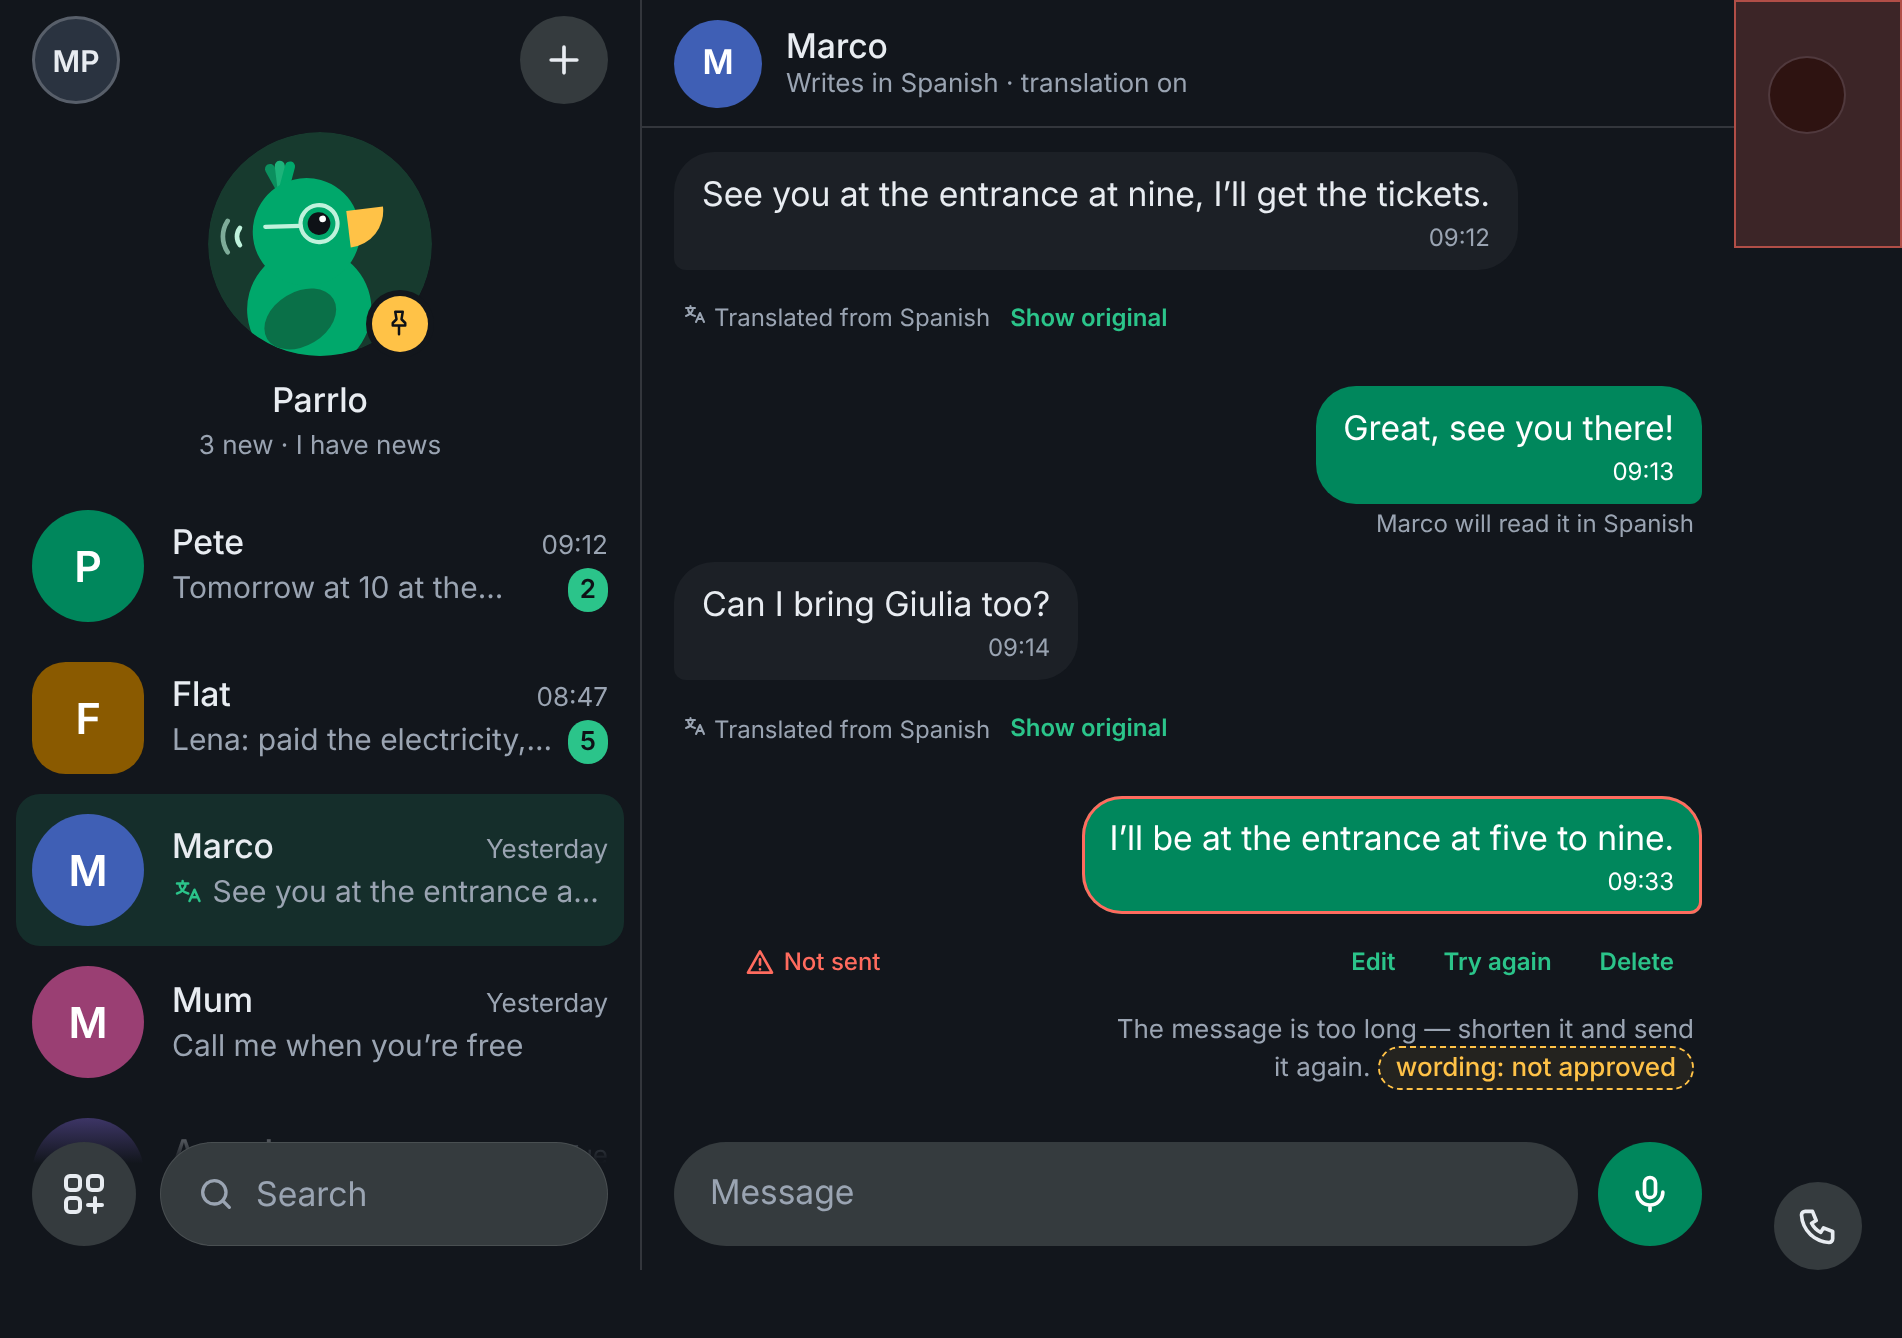 MP
Parrlo
3 new · I have news
P
Pete
09:12
Tomorrow at 10 at the...
2
F
Flat
08:47
Lena: paid the electricity,...
5
M
Marco
Yesterday
See you at the entrance a...
M
Mum
Yesterday
Call me when you’re free
Search
M
Marco
Writes in Spanish · translation on
See you at the entrance at nine, I’ll get the tickets.
09:12
Translated from Spanish Show original
Great, see you there!
09:13
Marco will read it in Spanish
Can I bring Giulia too?
09:14
Translated from Spanish Show original
I’ll be at the entrance at five to nine.
09:33
Not sent
Edit Try again Delete
The message is too long — shorten it and send
it again. wording: not approved
Message